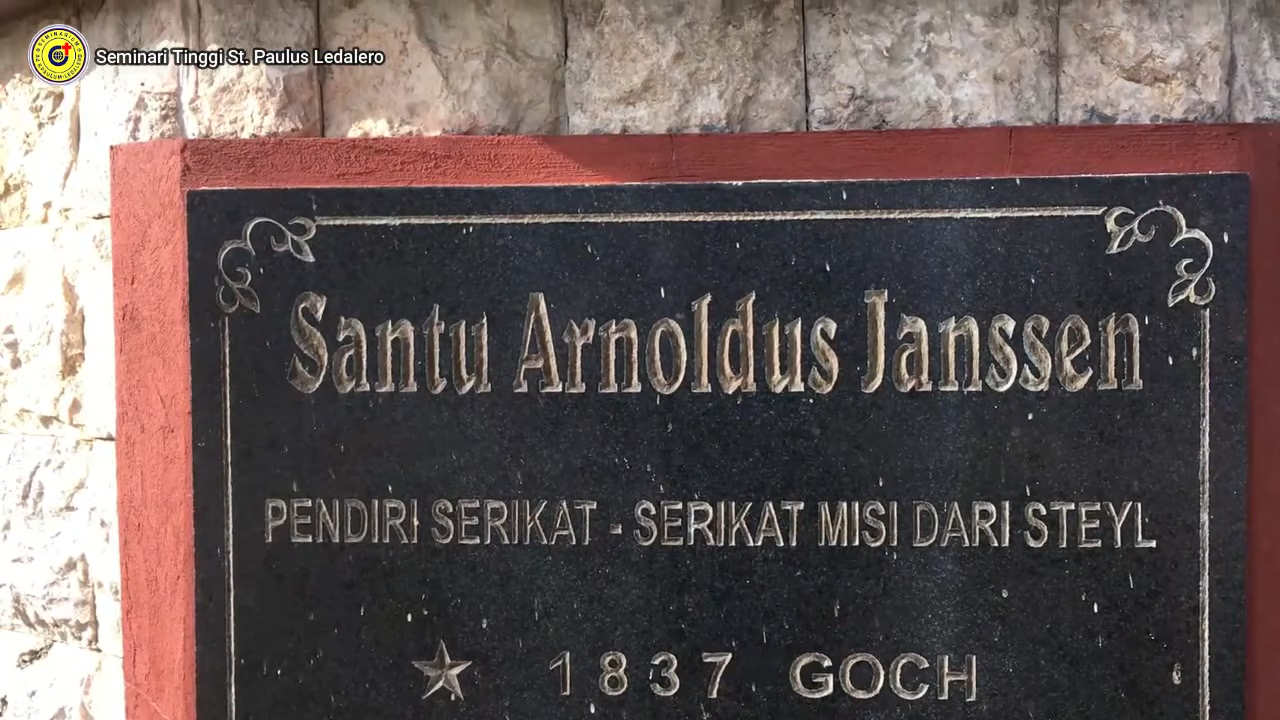 Seminari Tinggi St. Paulus Ledalero
Santu Arnoldus Janssen
PENDIRI SERIKAT - SERIKAT MISI DARI STEYL
1837 GOCH